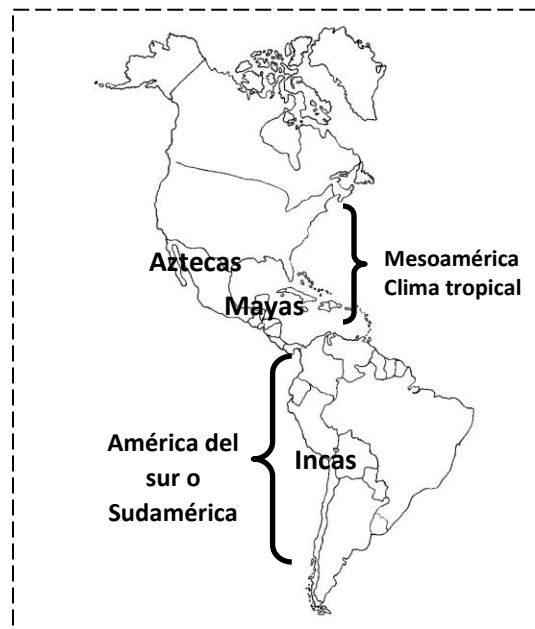 Aztecas
Mesoamérica
Clima tropical
Mayas
América del
sur o
Sudamérica
Incas